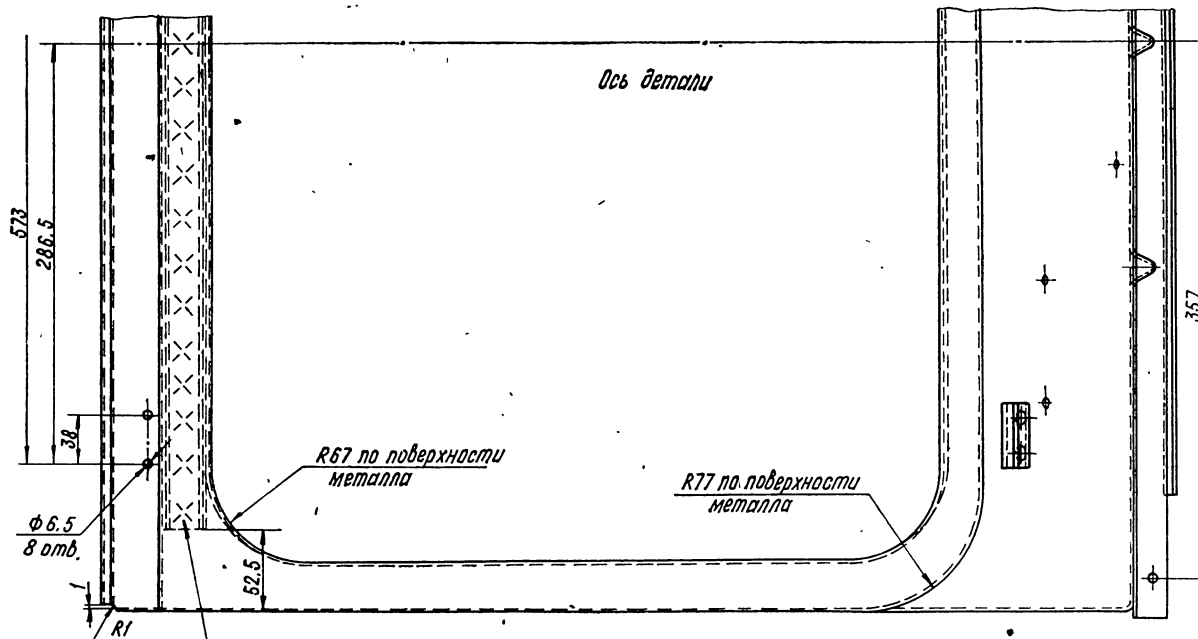 Ось детали
573
286.5
357
38
R67 по поверхности
металла
R77 по поверхности
металла
φ6.5
8 отв.
52.5
1
R1